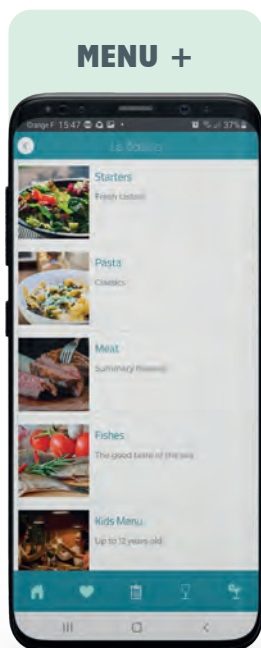 MENU +
Orange F 15:47
37%
Starters
Fresh tastes!
Pasta
Classics
Meat
Summery flavors
Fishes
The good taste of the sea
Kids Menu
Up to 12 years old